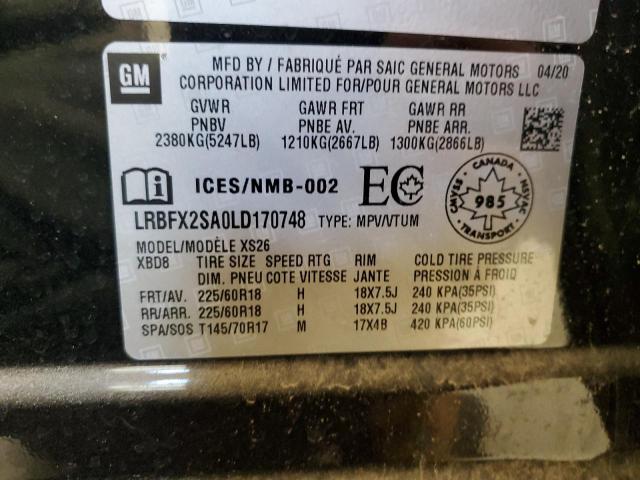 GM
MFD BY / FABRIQUÉ PAR SAIC GENERAL MOTORS 04/20
CORPORATION LIMITED FOR/POUR GENERAL MOTORS LLC
GVWR GAWR FRT GAWR RR
PNBV PNBE AV. PNBE ARR.
2380KG(5247LB) 1210KG(2667LB) 1300KG(2866LB)
ICES/NMB-002 EC
CANADA
CMVSS 985 NSVAC
TRANSPORT
LRBFX2SA0LD170748 TYPE: MPV/VTUM
MODEL/MODÈLE XS26
XBD8 TIRE SIZE SPEED RTG RIM COLD TIRE PRESSURE
DIM. PNEU COTE VITESSE JANTE PRESSION À FROID
FRT/AV. 225/60R18 H 18X7.5J 240 KPA(35PSI)
RR/ARR. 225/60R18 H 18X7.5J 240 KPA(35PSI)
SPA/SOS T145/70R17 M 17X4B 420 KPA(60PSI)